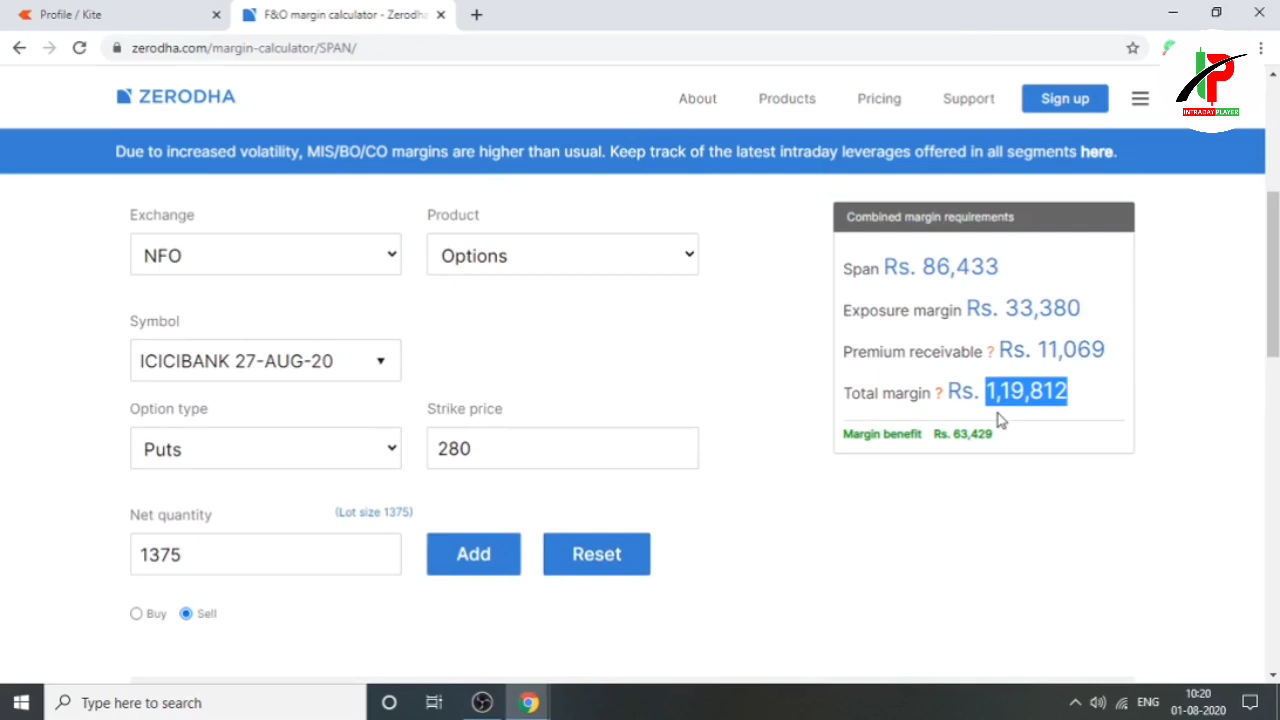 Profile / Kite
F&O margin calculator - Zerodha
zerodha.com/margin-calculator/SPAN/
INTRADAY PLAYER
ZERODHA
About
Products
Pricing
Support
Sign up
Due to increased volatility, MIS/BO/CO margins are higher than usual. Keep track of the latest intraday leverages offered in all segments here.
Exchange
Product
NFO
Options
Symbol
ICICIBANK 27-AUG-20
Option type
Strike price
Puts
280
Net quantity
(Lot size 1375)
1375
Add
Reset
Buy
Sell
Combined margin requirements
Span Rs. 86,433
Exposure margin Rs. 33,380
Premium receivable ? Rs. 11,069
Total margin ? Rs. 1,19,812
Margin benefit Rs. 63,429
Type here to search
ENG
10:20
01-08-2020